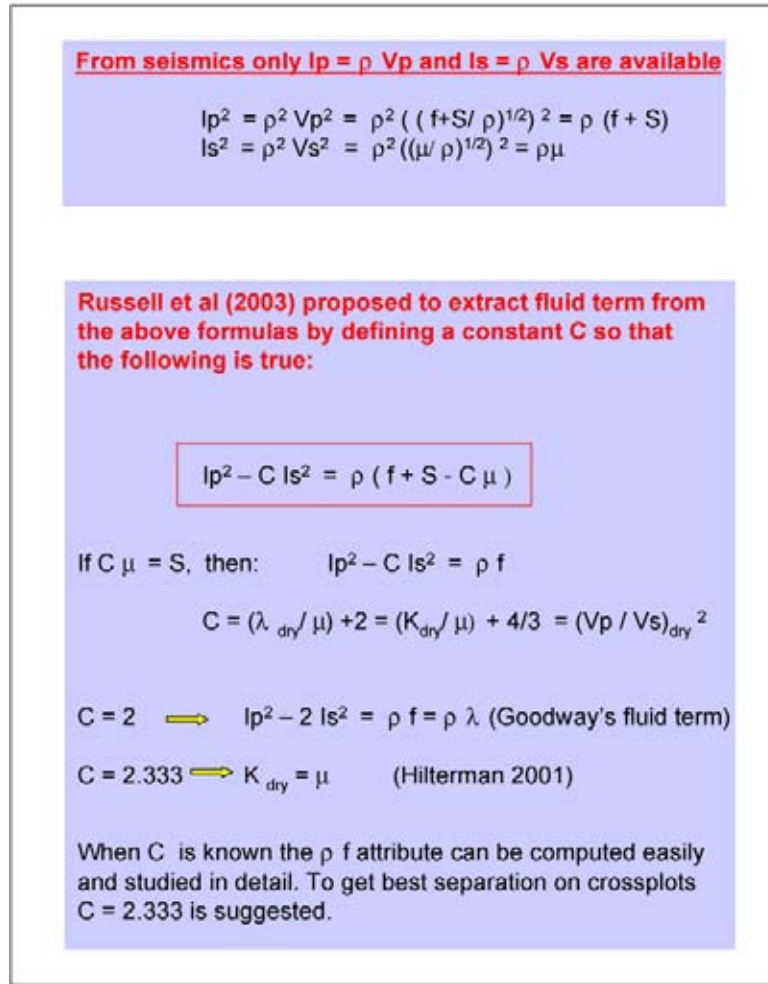 From seismics only Ip = ρ Vp and Is = ρ Vs are available
Ip² = ρ² Vp² = ρ² ( ( f+S/ ρ)^1/2) ² = ρ (f + S)
Is² = ρ² Vs² = ρ² ((μ/ ρ)^1/2) ² = ρμ
Russell et al (2003) proposed to extract fluid term from
the above formulas by defining a constant C so that
the following is true:
Ip² – C Is² = ρ ( f + S - C μ )
If C μ = S, then: Ip² – C Is² = ρ f
C = (λ dry/ μ) +2 = (Kdry/ μ) + 4/3 = (Vp / Vs)dry ²
C = 2 ⇒ Ip² – 2 Is² = ρ f = ρ λ (Goodway's fluid term)
C = 2.333 ⇒ K dry = μ (Hilterman 2001)
When C is known the ρ f attribute can be computed easily
and studied in detail. To get best separation on crossplots
C = 2.333 is suggested.